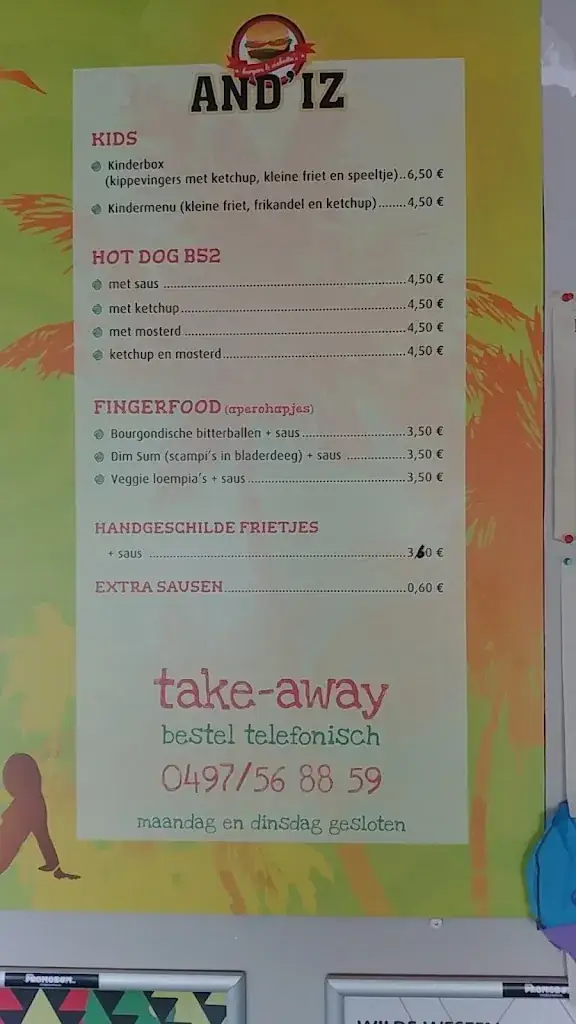 AND'IZ
KIDS
Kinderbox
(kippevingers met ketchup, kleine friet en speeltje)..6,50 €
Kindermenu (kleine friet, frikandel en ketchup)........4,50 €
HOT DOG B52
met saus ..........................................................4,50 €
met ketchup......................................................4,50 €
met mosterd .....................................................4,50 €
ketchup en mosterd............................................4,50 €
FINGERFOOD (aperohapjes)
Bourgondische bitterballen + saus .........................3,50 €
Dim Sum (scampi's in bladerdeeg) + saus ..............3,50 €
Veggie loempia's + saus......................................3,50 €
HANDGESCHILDE FRIETJES
+ saus ..............................................................3,60 €
EXTRA SAUSEN............................................0,60 €
take-away
bestel telefonisch
0497/56 88 59
maandag en dinsdag gesloten